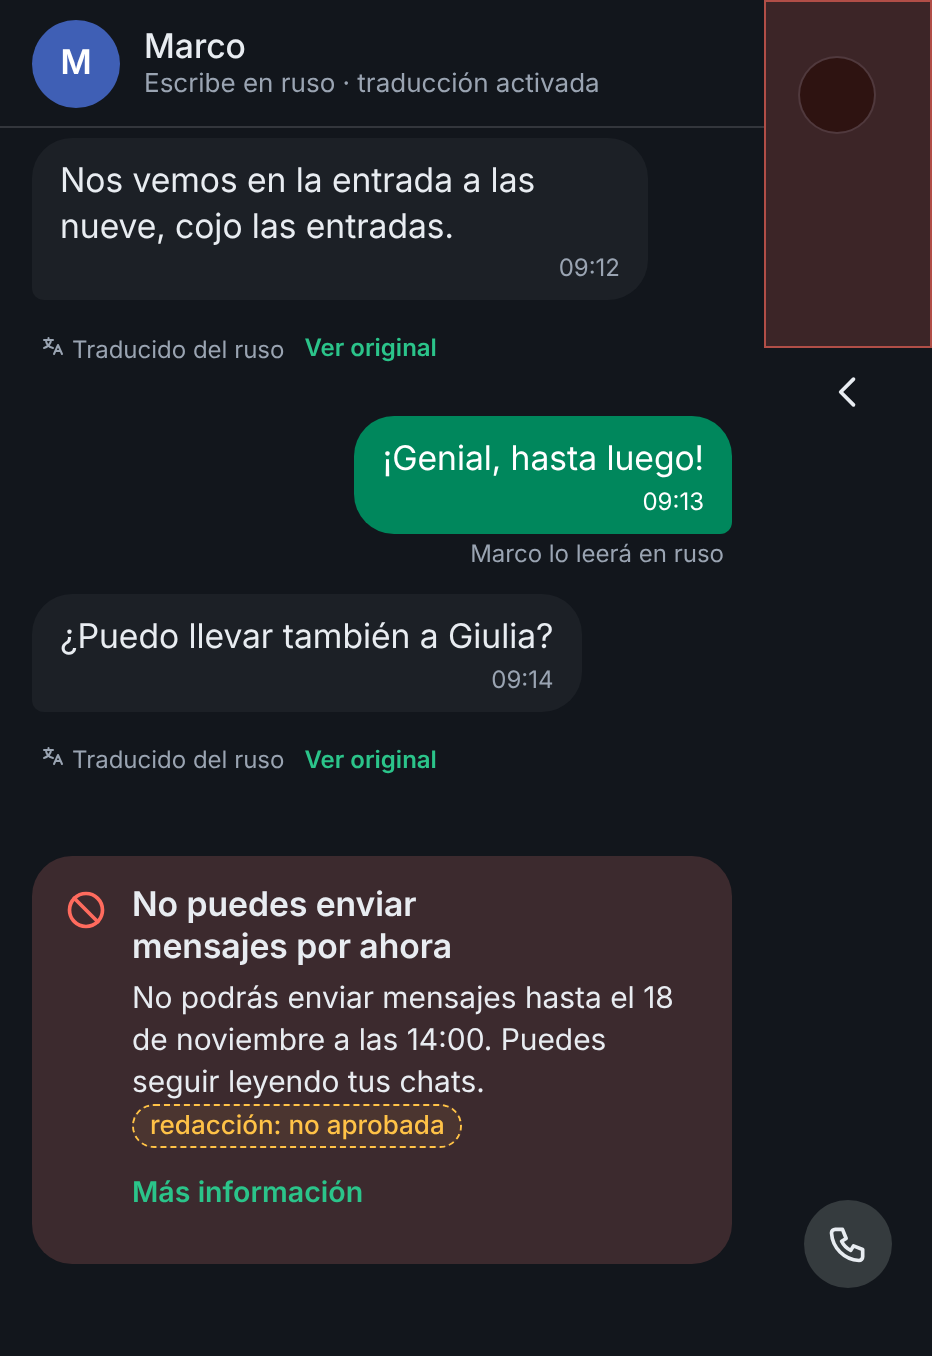 M
Marco
Escribe en ruso · traducción activada
Nos vemos en la entrada a las
nueve, cojo las entradas.
09:12
Traducido del ruso Ver original
¡Genial, hasta luego!
09:13
Marco lo leerá en ruso
¿Puedo llevar también a Giulia?
09:14
Traducido del ruso Ver original
No puedes enviar
mensajes por ahora
No podrás enviar mensajes hasta el 18
de noviembre a las 14:00. Puedes
seguir leyendo tus chats.
redacción: no aprobada
Más información